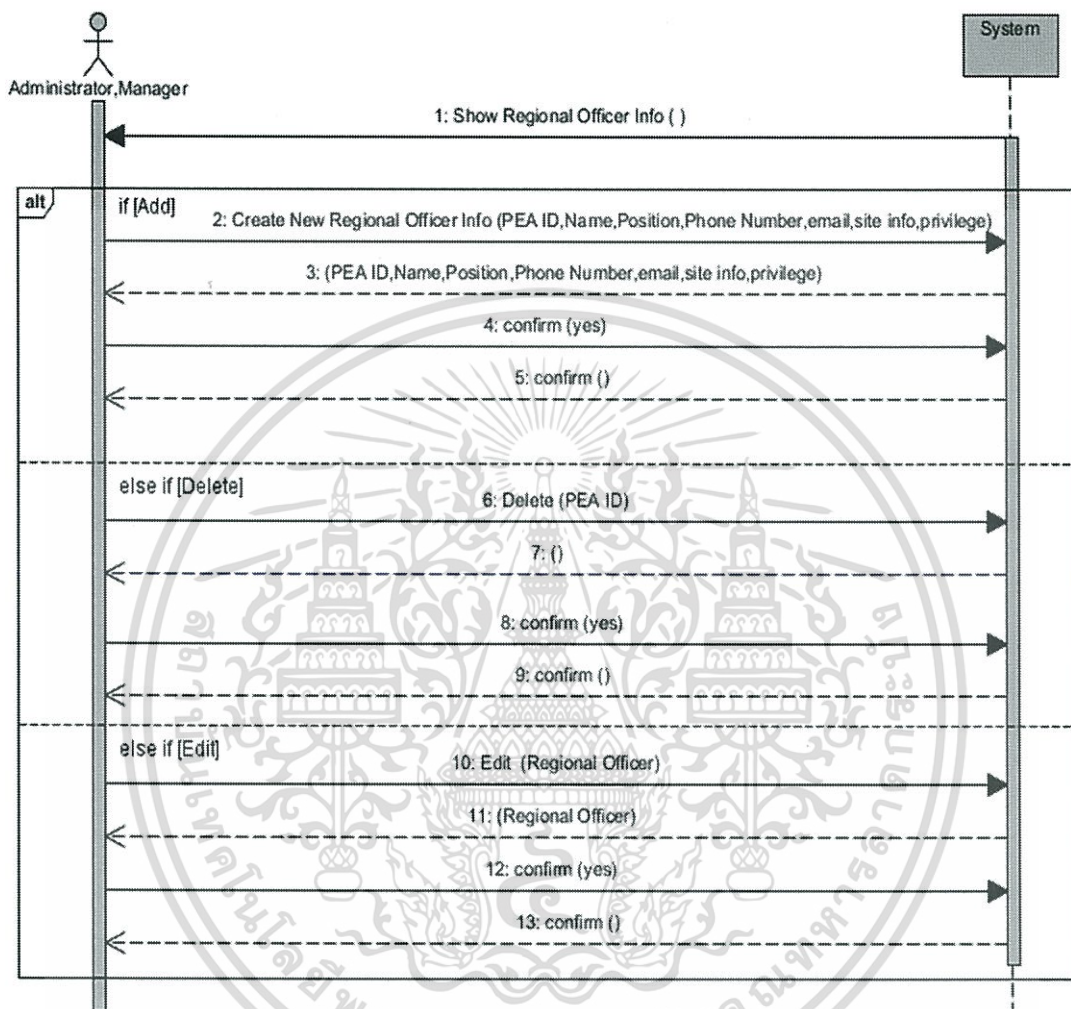 System
Administrator,Manager
1: Show Regional Officer Info ( )
alt
if [Add]
2: Create New Regional Officer Info (PEA ID,Name,Position,Phone Number,email,site info,privilege)
3: (PEA ID,Name,Position,Phone Number,email,site info,privilege)
4: confirm (yes)
5: confirm ()
else if [Delete]
6: Delete (PEA ID)
7: ()
8: confirm (yes)
9: confirm ()
else if [Edit]
10: Edit (Regional Officer)
11: (Regional Officer)
12: confirm (yes)
13: confirm ()